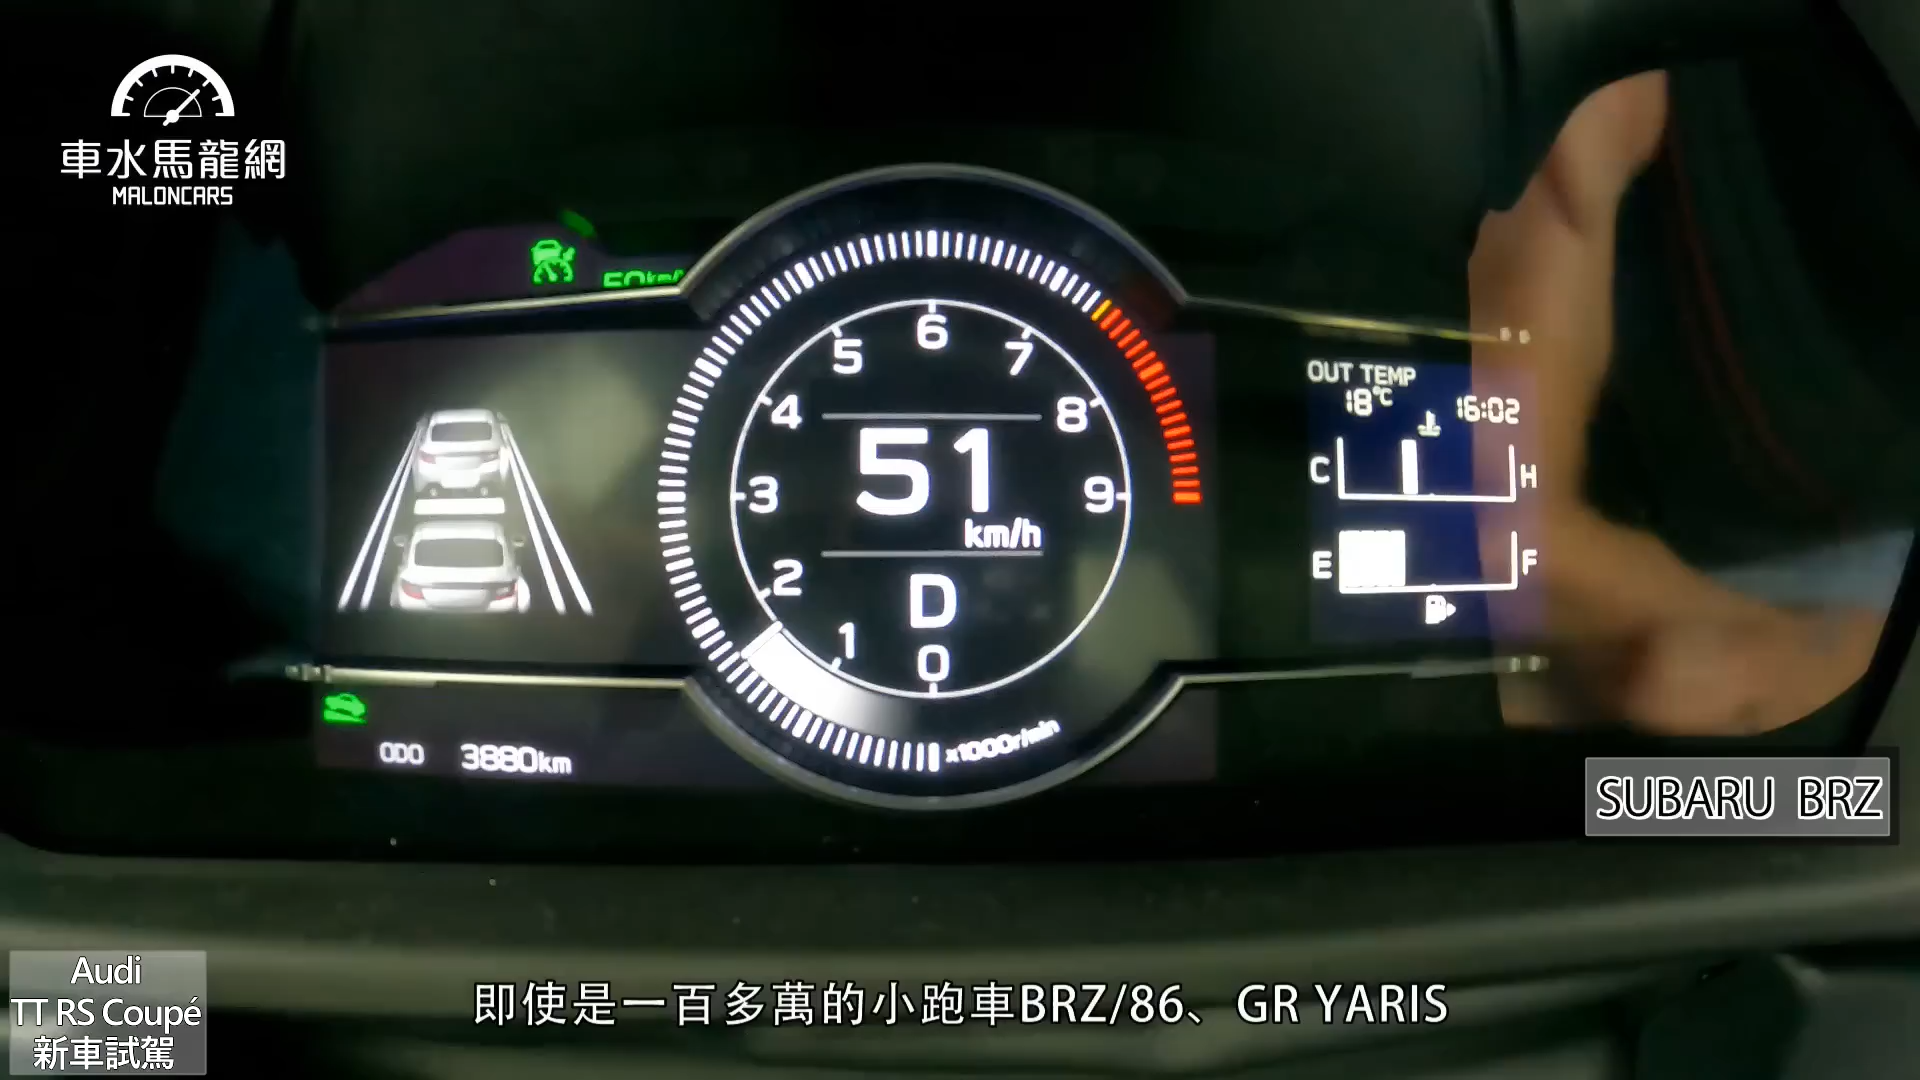 車水馬龍網
MALONCARS
50km/
6
5
7
4
8
51
3
9
km/h
2
D
1
0
x1000r/min
OUT TEMP
18℃
16:02
C
H
E
F
ODO 3880km
SUBARU BRZ
Audi
TT RS Coupé
新車試駕
即使是一百多萬的小跑車BRZ/86、GR YARIS